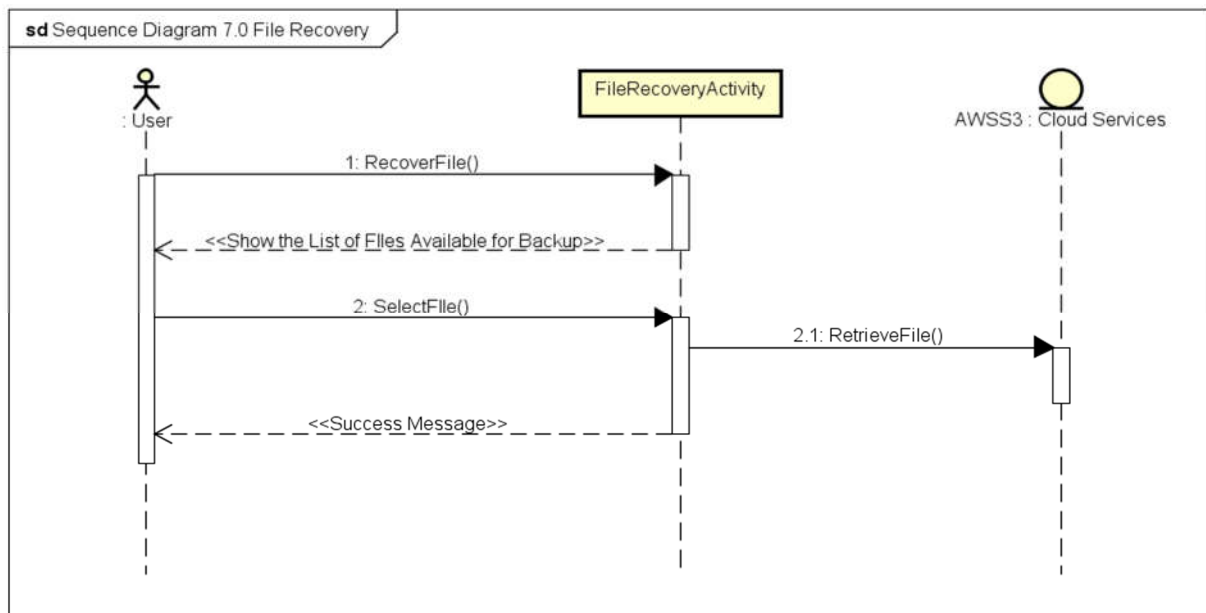 sd Sequence Diagram 7.0 File Recovery
: User
FileRecoveryActivity
AWSS3 : Cloud Services
1: RecoverFile()
<<Show the List of FIles Available for Backup>>
2: SelectFIle()
2.1: RetrieveFile()
<<Success Message>>